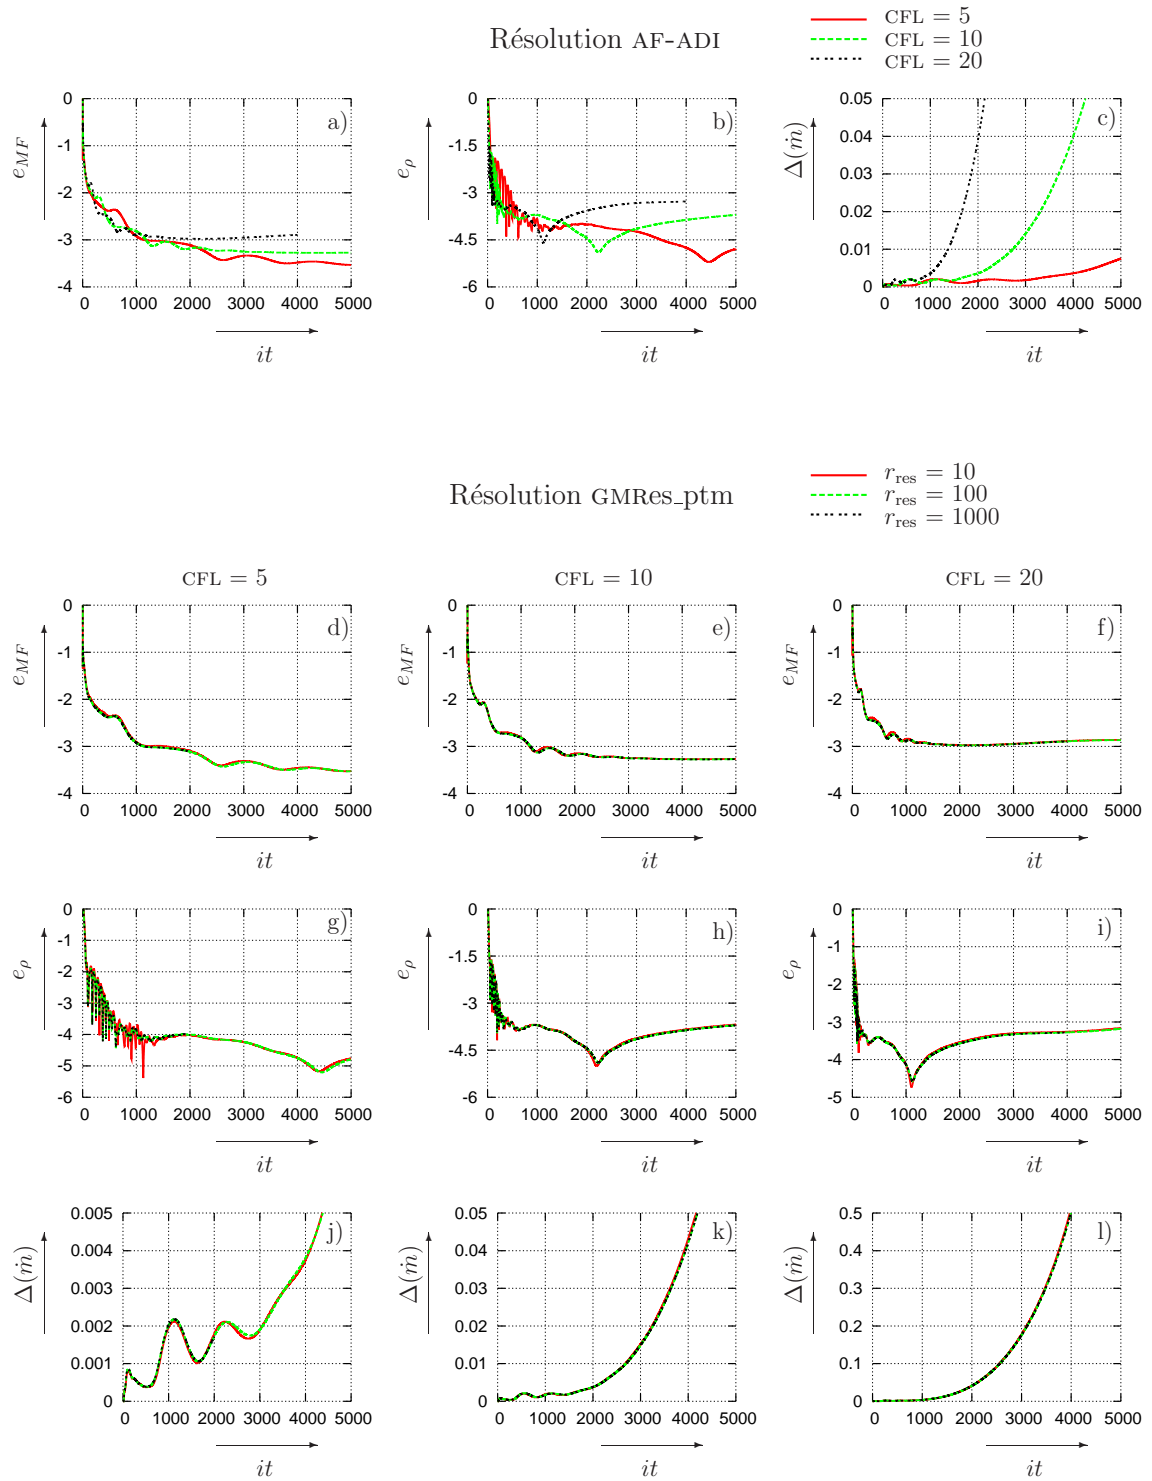 Résolution AF-ADI
CFL = 5
CFL = 10
CFL = 20
a)
0
-1
-2
-3
-4
0 1000 2000 3000 4000 5000
e_MF
it
b)
0
-1.5
-3
-4.5
-6
0 1000 2000 3000 4000 5000
e_ρ
it
c)
0.05
0.04
0.03
0.02
0.01
0
0 1000 2000 3000 4000 5000
Δ(ṁ)
it
Résolution GMRes_ptm
r_res = 10
r_res = 100
r_res = 1000
CFL = 5
d)
0
-1
-2
-3
-4
0 1000 2000 3000 4000 5000
e_MF
it
CFL = 10
e)
0
-1
-2
-3
-4
0 1000 2000 3000 4000 5000
e_MF
it
CFL = 20
f)
0
-1
-2
-3
-4
0 1000 2000 3000 4000 5000
e_MF
it
g)
0
-1
-2
-3
-4
-5
-6
0 1000 2000 3000 4000 5000
e_ρ
it
h)
0
-1.5
-3
-4.5
-6
0 1000 2000 3000 4000 5000
e_ρ
it
i)
0
-1
-2
-3
-4
-5
0 1000 2000 3000 4000 5000
e_ρ
it
j)
0.005
0.004
0.003
0.002
0.001
0
0 1000 2000 3000 4000 5000
Δ(ṁ)
it
k)
0.05
0.04
0.03
0.02
0.01
0
0 1000 2000 3000 4000 5000
Δ(ṁ)
it
l)
0.5
0.4
0.3
0.2
0.1
0
0 1000 2000 3000 4000 5000
Δ(ṁ)
it